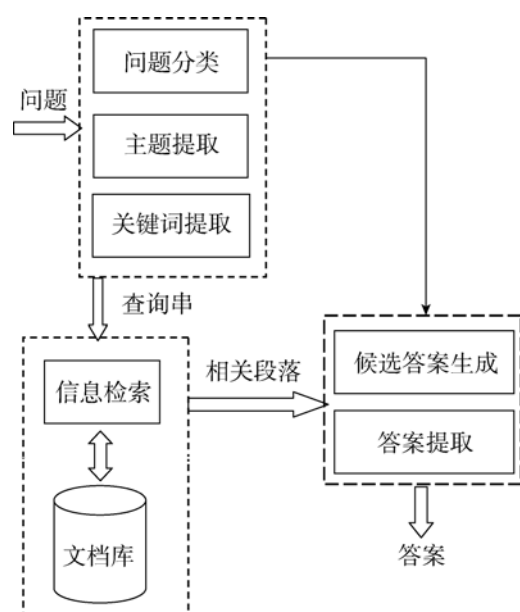 问题分类
问题
主题提取
关键词提取
查询串
信息检索
相关段落
候选答案生成
答案提取
文档库
答案